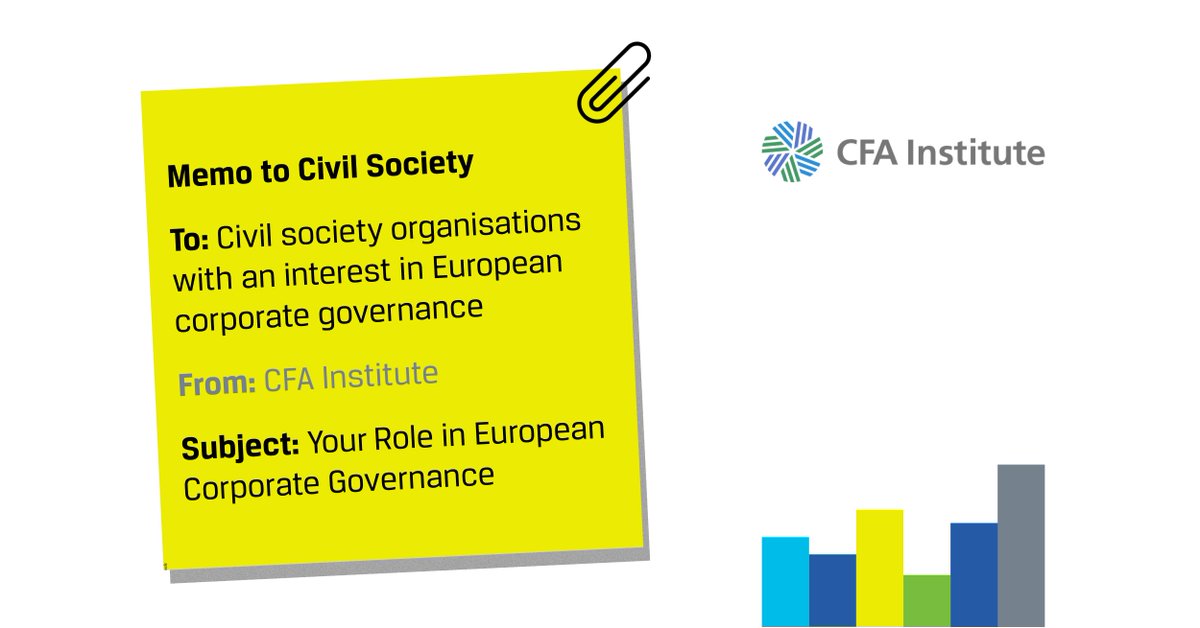 Memo to Civil Society
To: Civil society organisations
with an interest in European
corporate governance
From: CFA Institute
Subject: Your Role in European
Corporate Governance
CFA Institute